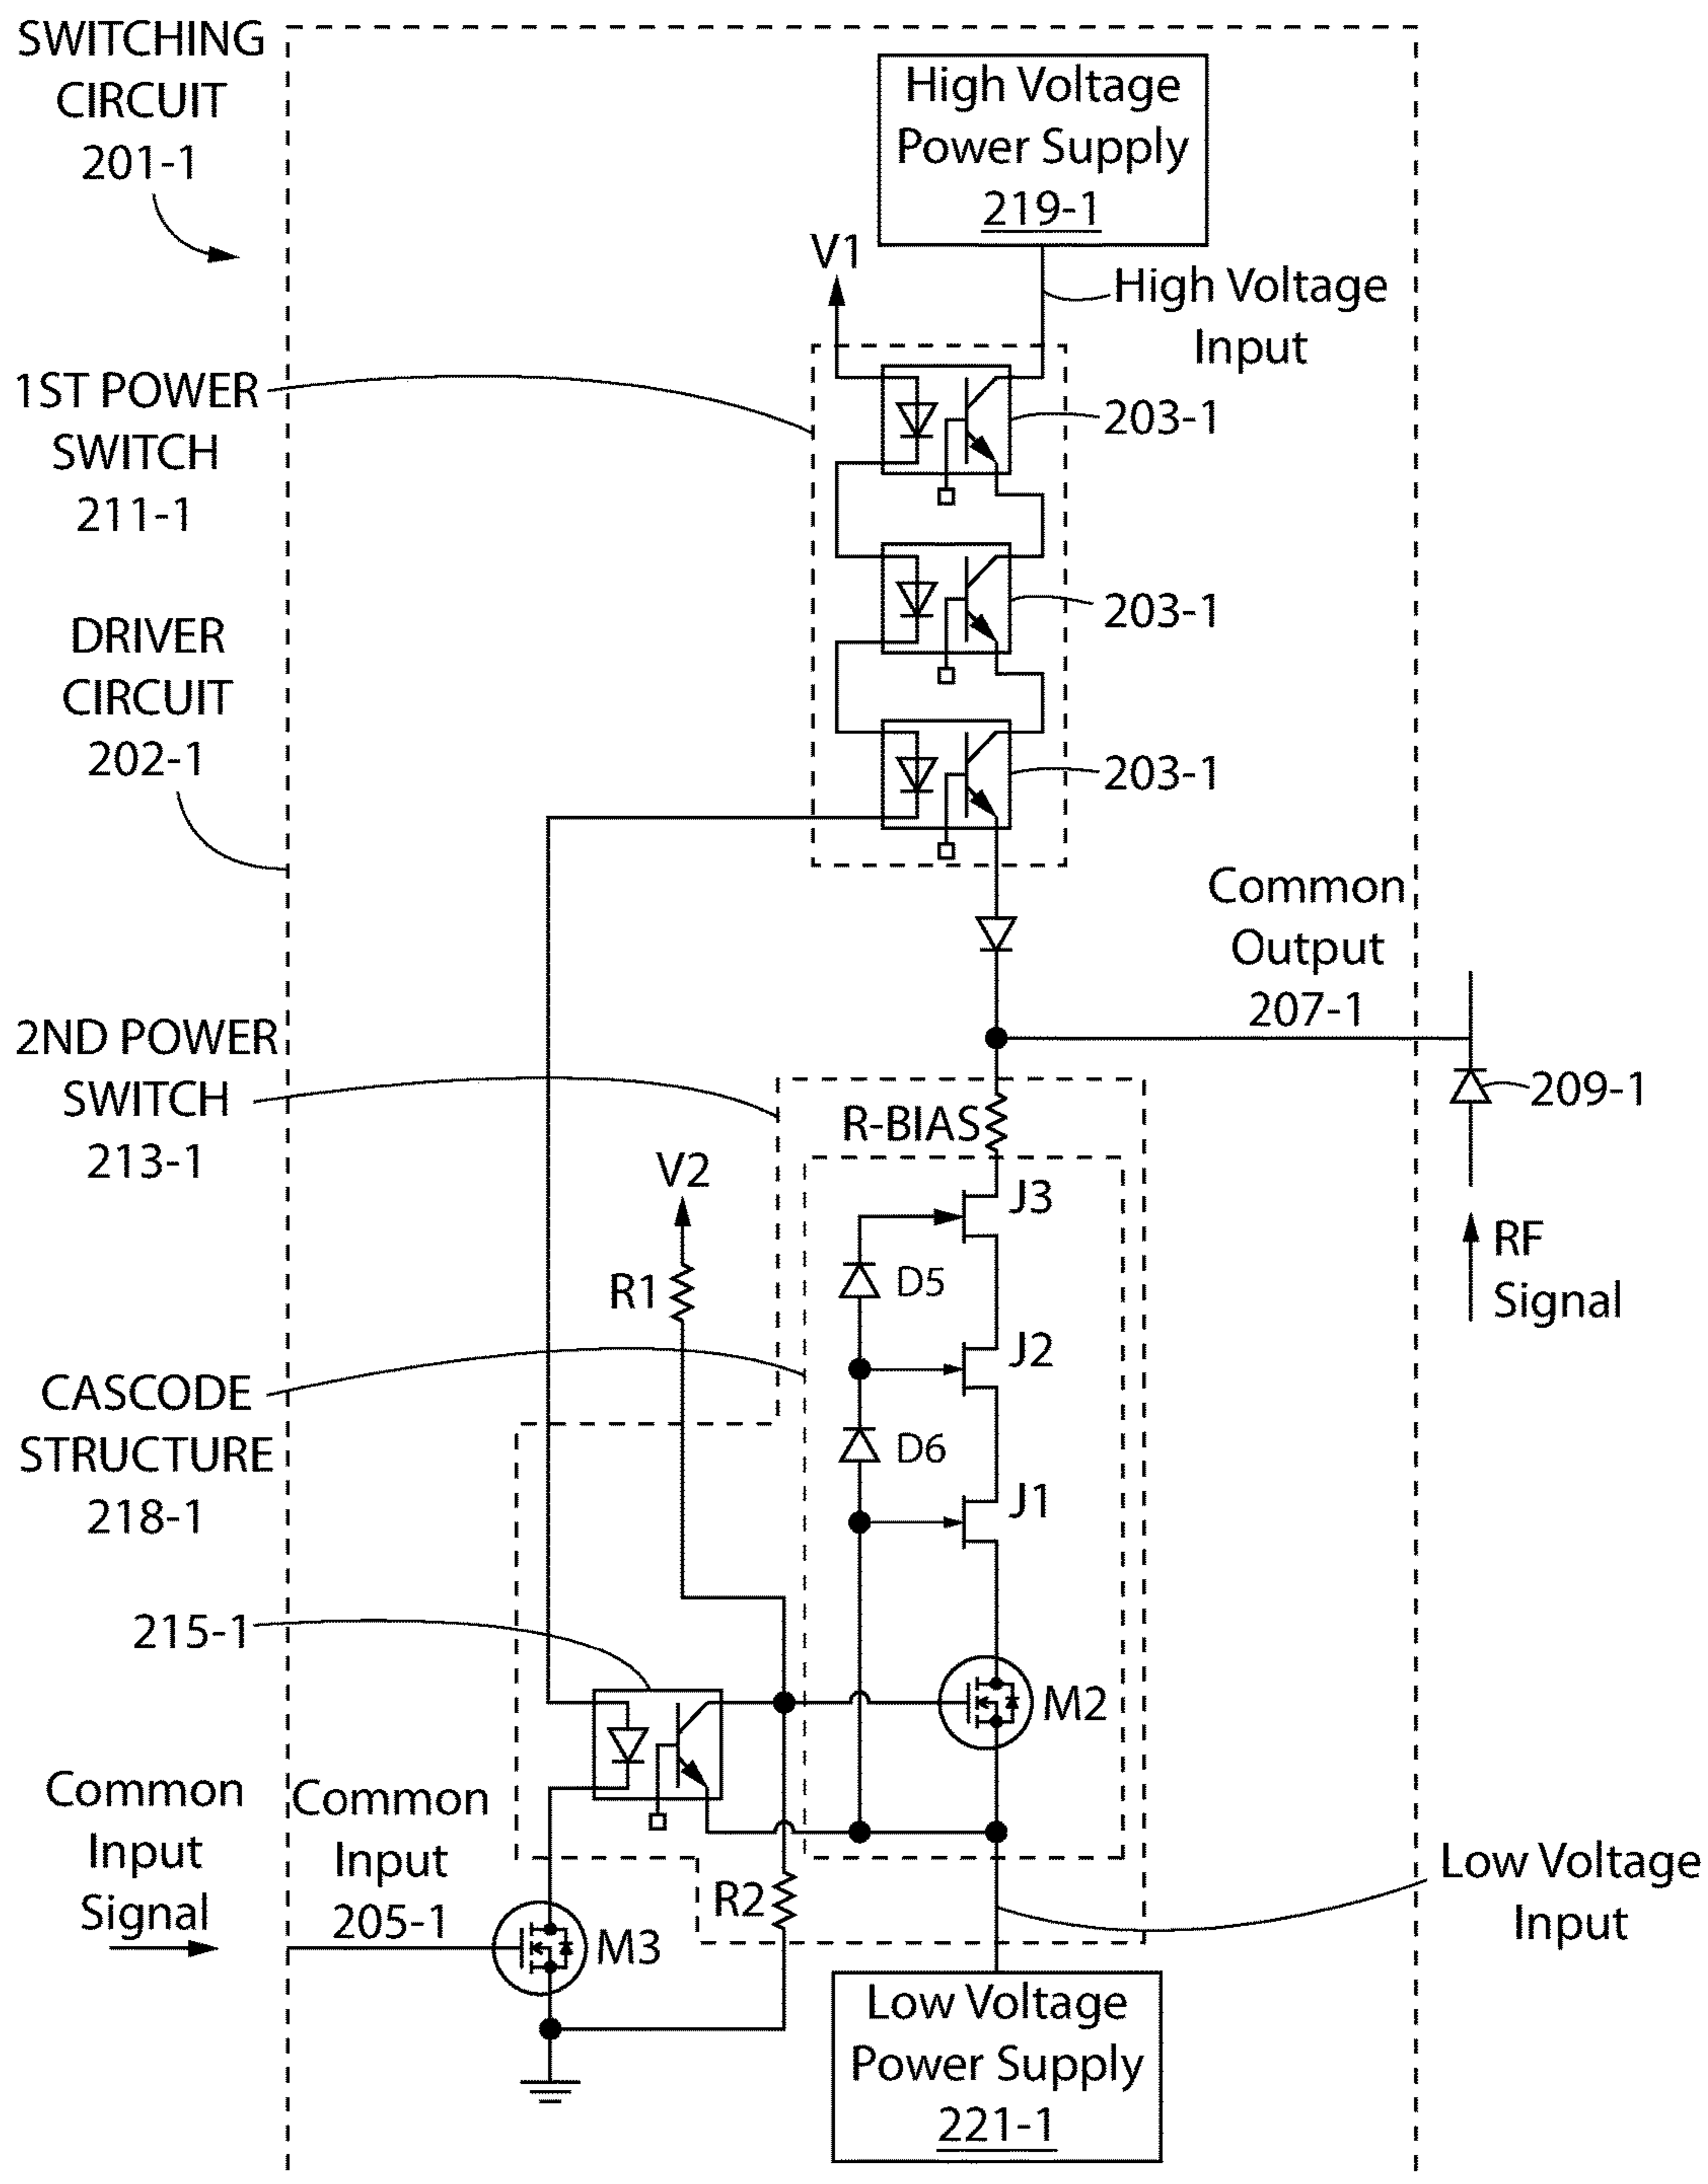 SWITCHING
CIRCUIT
201-1
High Voltage
Power Supply
219-1
V1
High Voltage
Input
1ST POWER
SWITCH
211-1
203-1
203-1
203-1
DRIVER
CIRCUIT
202-1
Common
Output
207-1
2ND POWER
SWITCH
213-1
209-1
R-BIAS
V2
J3
RF
Signal
R1
D5
J2
CASCODE
STRUCTURE
218-1
D6
J1
215-1
M2
Common
Input
Signal
Common
Input
205-1
M3
R2
Low Voltage
Input
Low Voltage
Power Supply
221-1